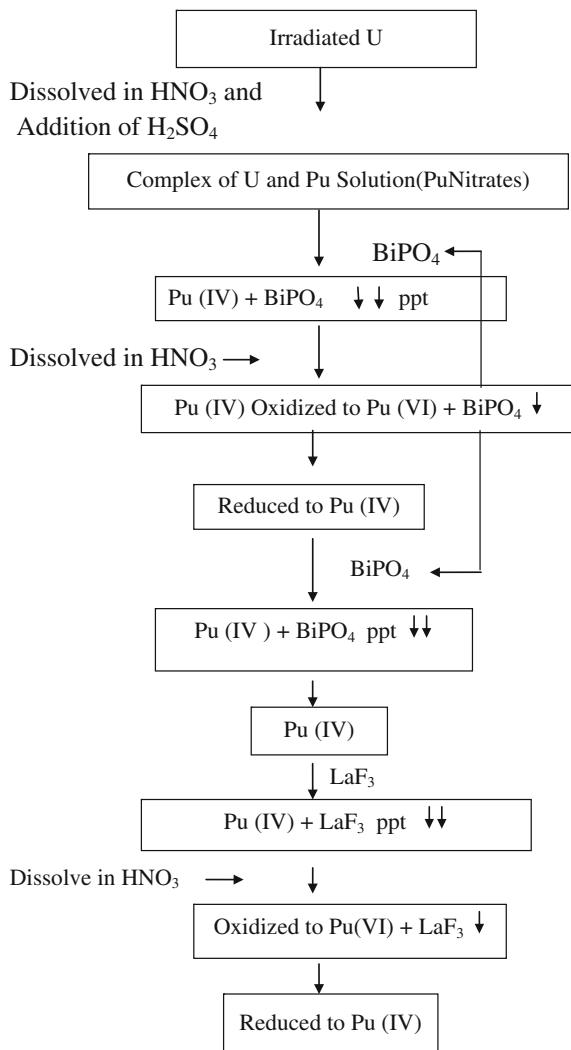 Irradiated U
Dissolved in HNO₃ and
Addition of H₂SO₄
Complex of U and Pu Solution(PuNitrates)
BiPO₄
Pu (IV) + BiPO₄ ↓ ↓ ppt
Dissolved in HNO₃
Pu (IV) Oxidized to Pu (VI) + BiPO₄ ↓
Reduced to Pu (IV)
BiPO₄
Pu (IV ) + BiPO₄ ppt ↓↓
Pu (IV)
LaF₃
Pu (IV) + LaF₃ ppt ↓↓
Dissolve in HNO₃
Oxidized to Pu(VI) + LaF₃ ↓
Reduced to Pu (IV)